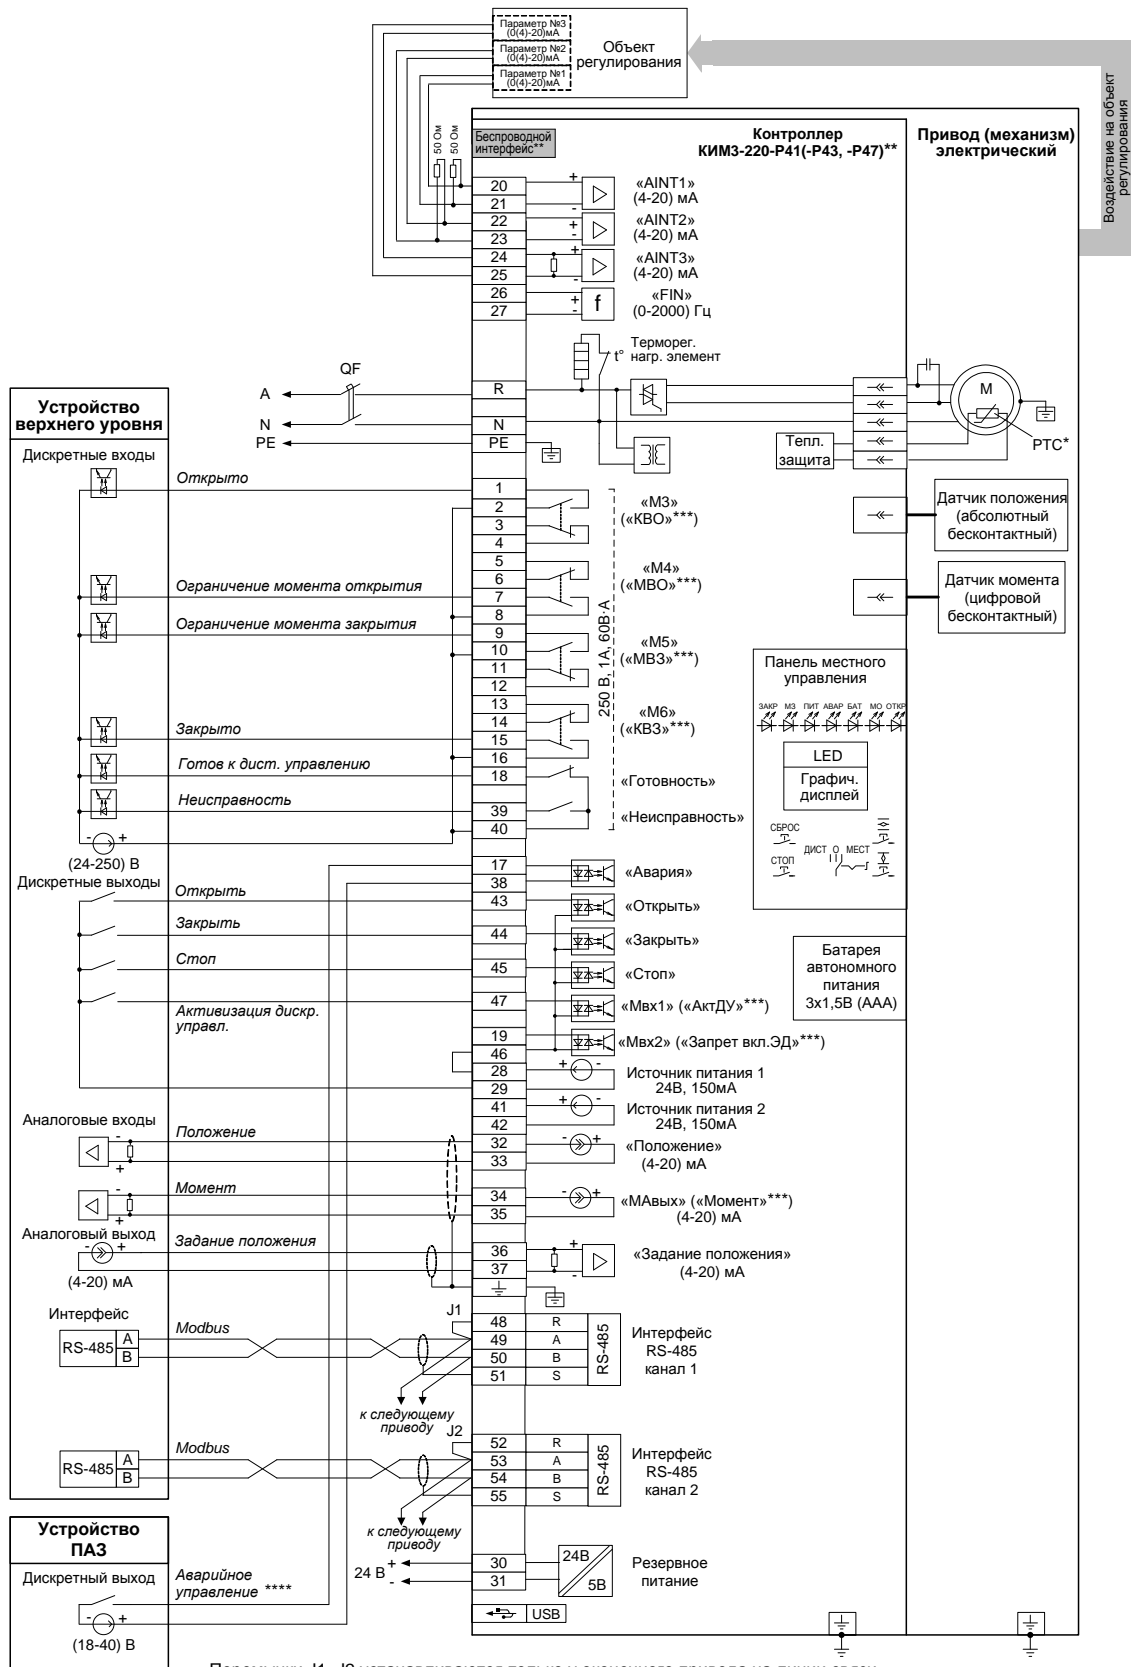 Параметр №3
(0(4)-20)мА
Параметр №2
(0(4)-20)мА
Параметр №1
(0(4)-20)мА
Объект
регулирования
Воздействие на объект
регулирования
50 Ом
50 Ом
Беспроводной
интерфейс**
Контроллер
КИМ3-220-Р41(-Р43, -Р47)**
Привод (механизм)
электрический
20
21
22
23
24
25
26
27
+
-
«AINT1»
(4-20) мА
+
-
«AINT2»
(4-20) мА
+
-
«AINT3»
(4-20) мА
+
-
f
«FIN»
(0-2000) Гц
t°
Терморег.
нагр. элемент
QF
A
N
PE
R
N
PE
Тепл.
защита
М
РТС*
Датчик положения
(абсолютный
бесконтактный)
Датчик момента
(цифровой
бесконтактный)
Устройство
верхнего уровня
Дискретные входы
Открыто
Ограничение момента открытия
Ограничение момента закрытия
Закрыто
Готов к дист. управлению
Неисправность
- +
(24-250) В
1
2
3
4
5
6
7
8
9
10
11
12
13
14
15
16
18
39
40
«М3»
(«КВО»***)
«М4»
(«МВО»***)
«М5»
(«МВЗ»***)
«М6»
(«КВЗ»***)
«Готовность»
«Неисправность»
250 В, 1А, 60В·А
Панель местного
управления
ЗАКР МЗ ПИТ АВАР БАТ МО ОТКР
LED
Графич.
дисплей
СБРОС
СТОП
ДИСТ О МЕСТ
Батарея
автономного
питания
3х1,5В (ААА)
Дискретные выходы
Открыть
Закрыть
Стоп
Активизация дискр.
управл.
17
38
43
44
45
47
19
46
28
29
41
42
32
33
34
35
36
37
«Авария»
«Открыть»
«Закрыть»
«Стоп»
«Мвх1» («АктДУ»***)
«Мвх2» («Запрет вкл.ЭД»***)
+ -
Источник питания 1
24В, 150мА
+ -
Источник питания 2
24В, 150мА
- +
«Положение»
(4-20) мА
- +
«МАвых» («Момент»***)
(4-20) мА
+
-
«Задание положения»
(4-20) мА
Аналоговые входы
Положение
-
+
Момент
-
+
Аналоговый выход
Задание положения
- +
(4-20) мА
Интерфейс
RS-485
A
B
Modbus
J1
48 R
49 A
50 B
51 S
RS-485
Интерфейс
RS-485
канал 1
к следующему
приводу
RS-485
A
B
Modbus
J2
52 R
53 A
54 B
55 S
RS-485
Интерфейс
RS-485
канал 2
к следующему
приводу
24 В
+
-
30
31
24В
5В
Резервное
питание
USB
Устройство
ПАЗ
Дискретный выход
Аварийное
управление ****
- +
(18-40) В